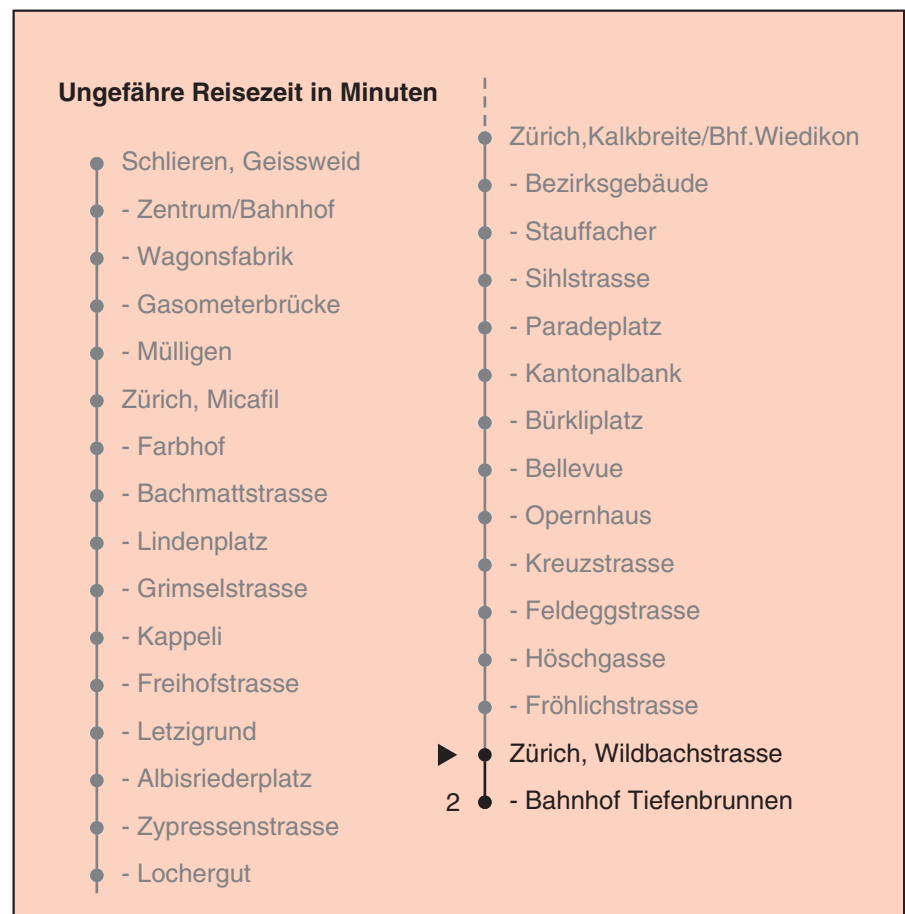 Ungefähre Reisezeit in Minuten
Schlieren, Geissweid
- Zentrum/Bahnhof
- Wagonsfabrik
- Gasometerbrücke
- Mülligen
Zürich, Micafil
- Farbhof
- Bachmattstrasse
- Lindenplatz
- Grimselstrasse
- Kappeli
- Freihofstrasse
- Letzigrund
- Albisriederplatz
- Zypressenstrasse
- Lochergut
Zürich,Kalkbreite/Bhf.Wiedikon
- Bezirksgebäude
- Stauffacher
- Sihlstrasse
- Paradeplatz
- Kantonalbank
- Bürkliplatz
- Bellevue
- Opernhaus
- Kreuzstrasse
- Feldeggstrasse
- Höschgasse
- Fröhlichstrasse
Zürich, Wildbachstrasse
2 - Bahnhof Tiefenbrunnen